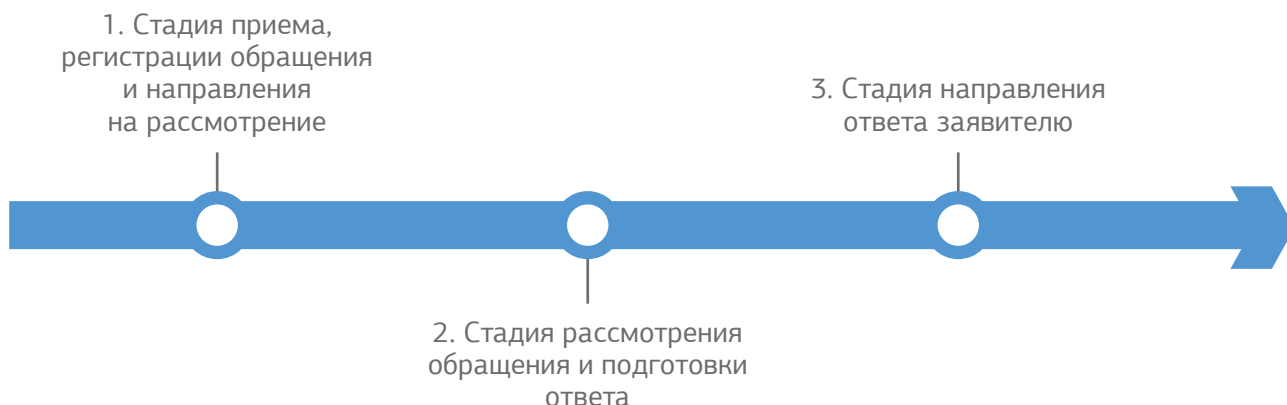 1. Стадия приема,
регистрации обращения
и направления
на рассмотрение
2. Стадия рассмотрения
обращения и подготовки
ответа
3. Стадия направления
ответа заявителю